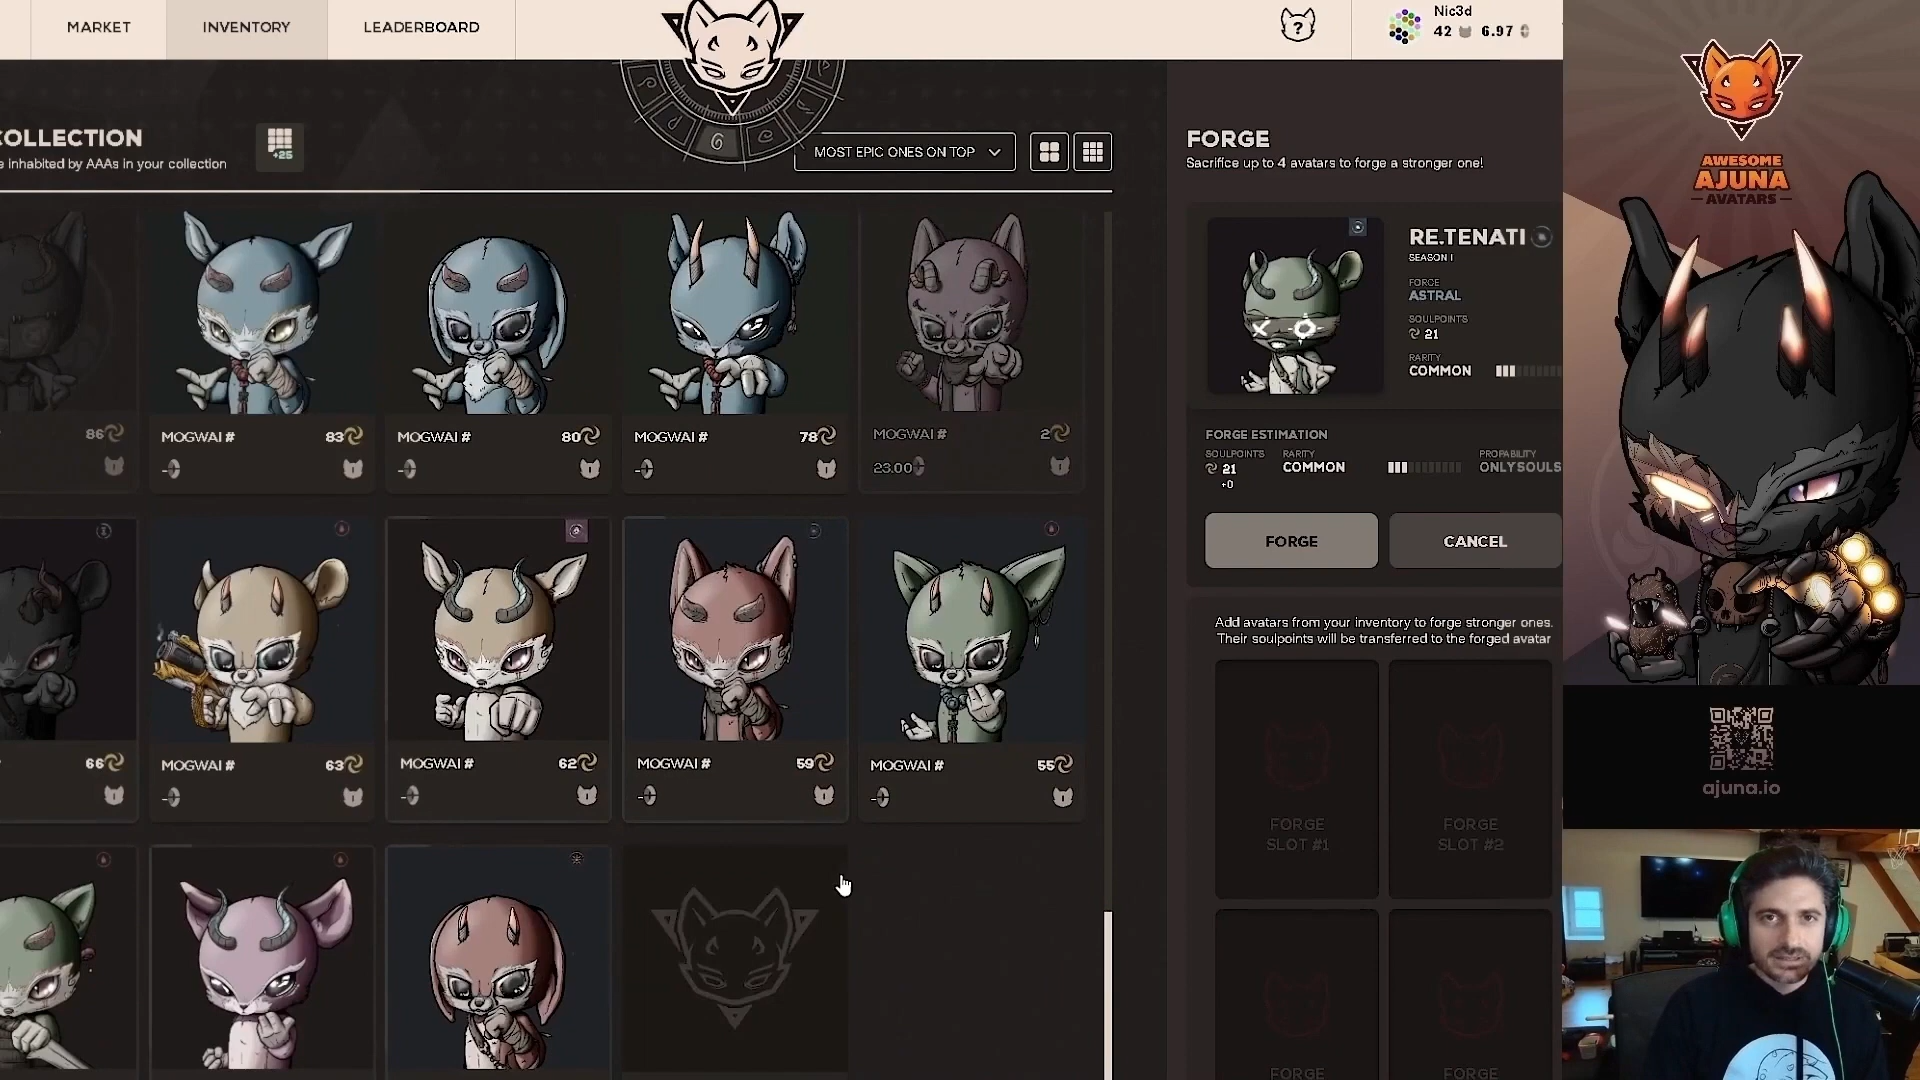 MARKET
INVENTORY
LEADERBOARD
?
Nic3d
42 6.97
COLLECTION
e inhabited by AAAs in your collection
+25
6
MOST EPIC ONES ON TOP
FORGE
Sacrifice up to 4 avatars to forge a stronger one!
RE.TENATI
SEASON I
FORCE
ASTRAL
SOULPOINTS
21
RARITY
COMMON
FORGE ESTIMATION
SOULPOINTS
21
+0
RARITY
COMMON
PROPABILITY
ONLYSOULS
FORGE
CANCEL
Add avatars from your inventory to forge stronger ones.
Their soulpoints will be transferred to the forged avatar
FORGE
SLOT #1
FORGE
SLOT #2
FORGE
FORGE
86
MOGWAI # 83
-
MOGWAI # 80
-
MOGWAI # 78
-
MOGWAI # 2
23.00
66
MOGWAI # 63
-
MOGWAI # 62
-
MOGWAI # 59
-
MOGWAI # 55
-
AWESOME
AJUNA
AVATARS
ajuna.io